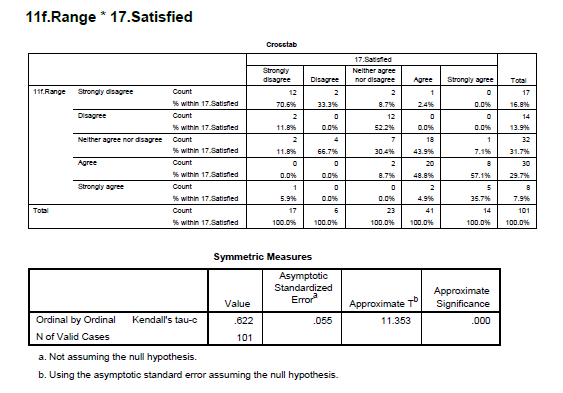 11f.Range * 17.Satisfied
Crosstab
17.Satisfied
Strongly disagree Disagree Neither agree nor disagree Agree Strongly agree Total
11f.Range Strongly disagree Count 12 2 2 1 0 17
% within 17.Satisfied 70.6% 33.3% 8.7% 2.4% 0.0% 16.8%
Disagree Count 2 0 12 0 0 14
% within 17.Satisfied 11.8% 0.0% 52.2% 0.0% 0.0% 13.9%
Neither agree nor disagree Count 2 4 7 18 1 32
% within 17.Satisfied 11.8% 66.7% 30.4% 43.9% 7.1% 31.7%
Agree Count 0 0 2 20 8 30
% within 17.Satisfied 0.0% 0.0% 8.7% 48.8% 57.1% 29.7%
Strongly agree Count 1 0 0 2 5 8
% within 17.Satisfied 5.9% 0.0% 0.0% 4.9% 35.7% 7.9%
Total Count 17 6 23 41 14 101
% within 17.Satisfied 100.0% 100.0% 100.0% 100.0% 100.0% 100.0%
Symmetric Measures
Value Asymptotic Standardized Error^a Approximate T^b Approximate Significance
Ordinal by Ordinal Kendall's tau-c .622 .055 11.353 .000
N of Valid Cases 101
a. Not assuming the null hypothesis.
b. Using the asymptotic standard error assuming the null hypothesis.